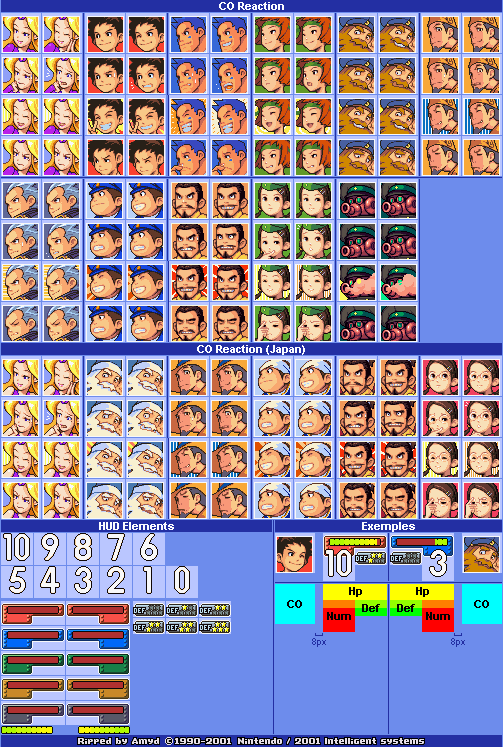 CO Reaction
CO Reaction (Japan)
HUD Elements
Exemples
10 9 8 7 6
5 4 3 2 1 0
DEF DEF DEF
DEF DEF DEF
10 DEF DEF 3
CO Hp Hp CO
Num Def Def Num
8px 8px
Ripped by Amyd ©1990-2001 Nintendo / 2001 Intelligent systems